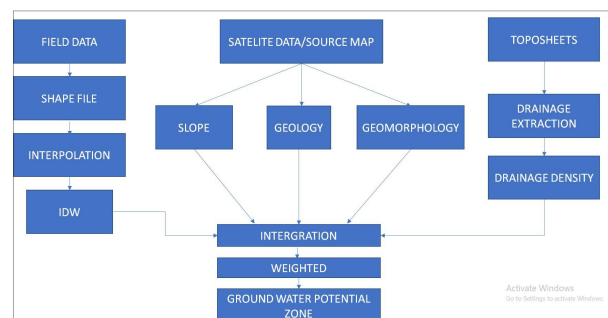 FIELD DATA
SHAPE FILE
INTERPOLATION
IDW
SATELITE DATA/SOURCE MAP
SLOPE
GEOLOGY
GEOMORPHOLOGY
TOPOSHEETS
DRAINAGE
EXTRACTION
DRAINAGE DENSITY
INTERGRATION
WEIGHTED
GROUND WATER POTENTIAL
ZONE
Activate Windows
Go to Settings to activate Windows.